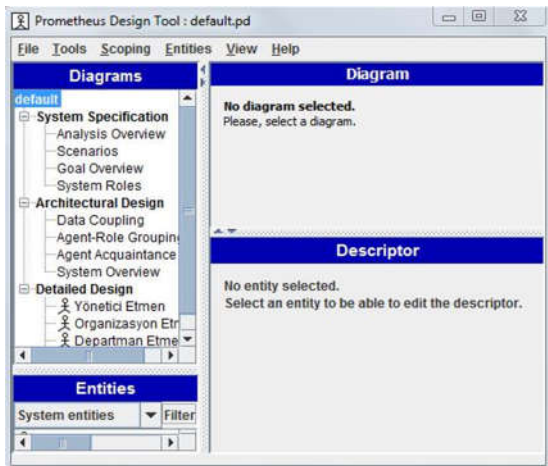 Prometheus Design Tool : default.pd
File Tools Scoping Entities View Help
Diagrams
default
System Specification
Analysis Overview
Scenarios
Goal Overview
System Roles
Architectural Design
Data Coupling
Agent-Role Grouping
Agent Acquaintance
System Overview
Detailed Design
Yönetici Etmen
Organizasyon Etr
Departman Etme
Entities
System entities Filter
Diagram
No diagram selected.
Please, select a diagram.
Descriptor
No entity selected.
Select an entity to be able to edit the descriptor.